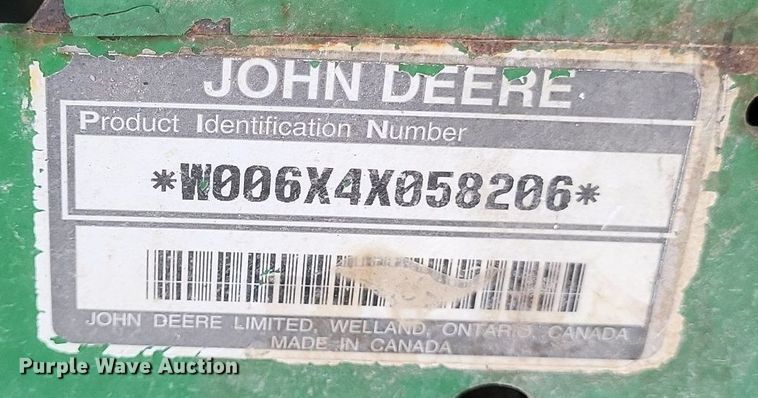 JOHN DEERE
Product Identification Number
*W006X4X058206*
JOHN DEERE LIMITED, WELLAND, ONTARIO, CANADA
MADE IN CANADA
Purple Wave Auction